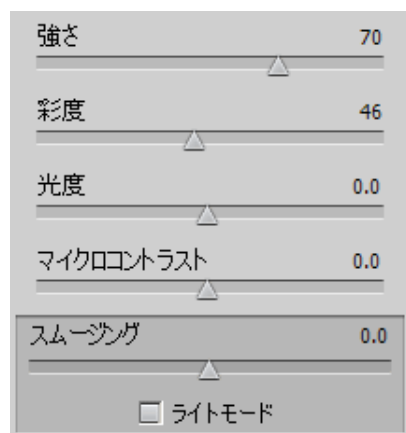 強さ 70
彩度 46
光度 0.0
マイクロコントラスト 0.0
スムージング 0.0
ライトモード